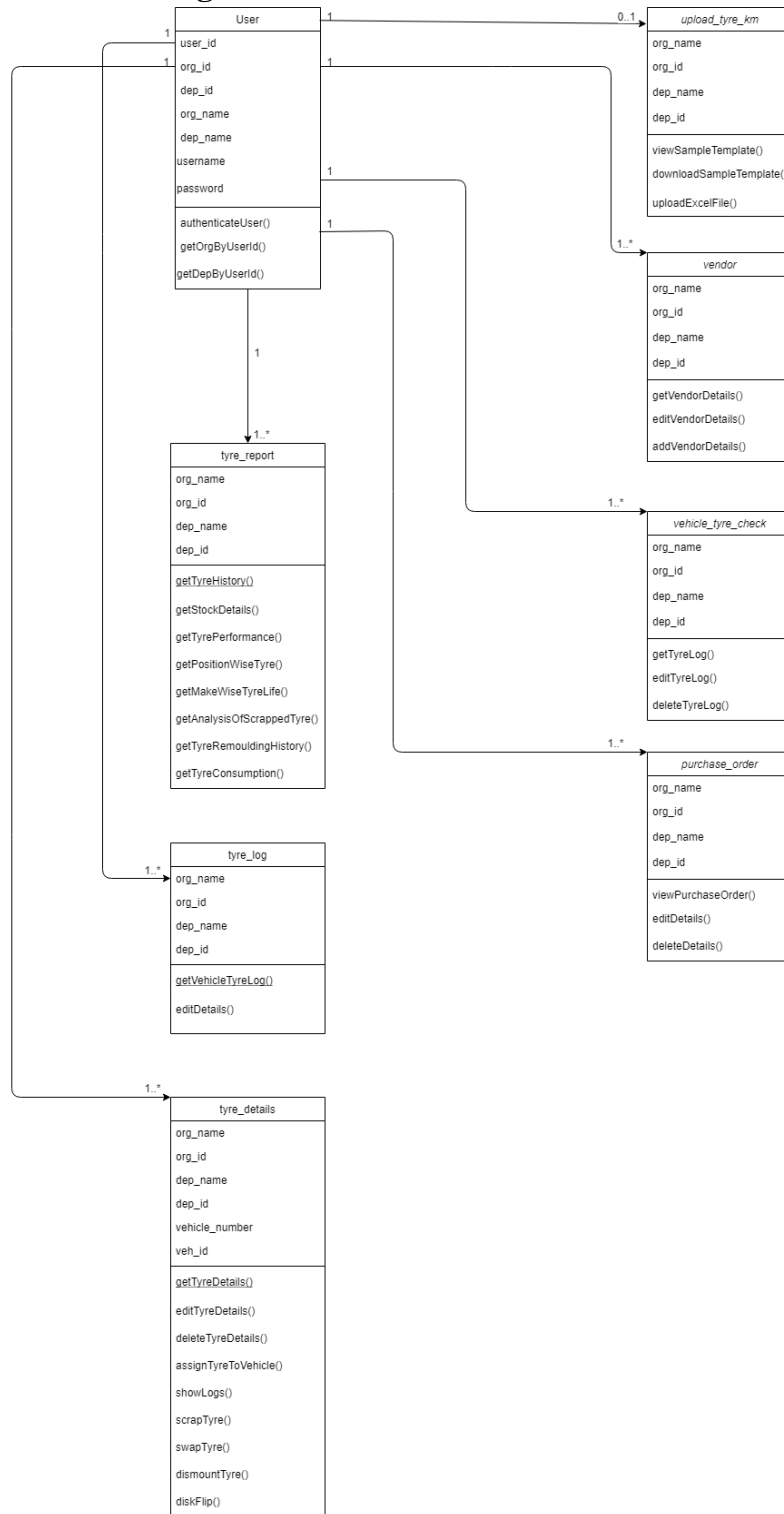 User
user_id
org_id
dep_id
org_name
dep_name
username
password
authenticateUser()
getOrgByUserId()
getDepByUserId()
1
0..1
upload_tyre_km
org_name
org_id
dep_name
dep_id
viewSampleTemplate()
downloadSampleTemplate(
uploadExcelFile()
1
1..*
vendor
org_name
org_id
dep_name
dep_id
getVendorDetails()
editVendorDetails()
addVendorDetails()
1
1..*
vehicle_tyre_check
org_name
org_id
dep_name
dep_id
getTyreLog()
editTyreLog()
deleteTyreLog()
1
1..*
purchase_order
org_name
org_id
dep_name
dep_id
viewPurchaseOrder()
editDetails()
deleteDetails()
1
1..*
tyre_report
org_name
org_id
dep_name
dep_id
getTyreHistory()
getStockDetails()
getTyrePerformance()
getPositionWiseTyre()
getMakeWiseTyreLife()
getAnalysisOfScrappedTyre()
getTyreRemouldingHistory()
getTyreConsumption()
1
1..*
tyre_log
org_name
org_id
dep_name
dep_id
getVehicleTyreLog()
editDetails()
1
1..*
tyre_details
org_name
org_id
dep_name
dep_id
vehicle_number
veh_id
getTyreDetails()
editTyreDetails()
deleteTyreDetails()
assignTyreToVehicle()
showLogs()
scrapTyre()
swapTyre()
dismountTyre()
diskFlip()